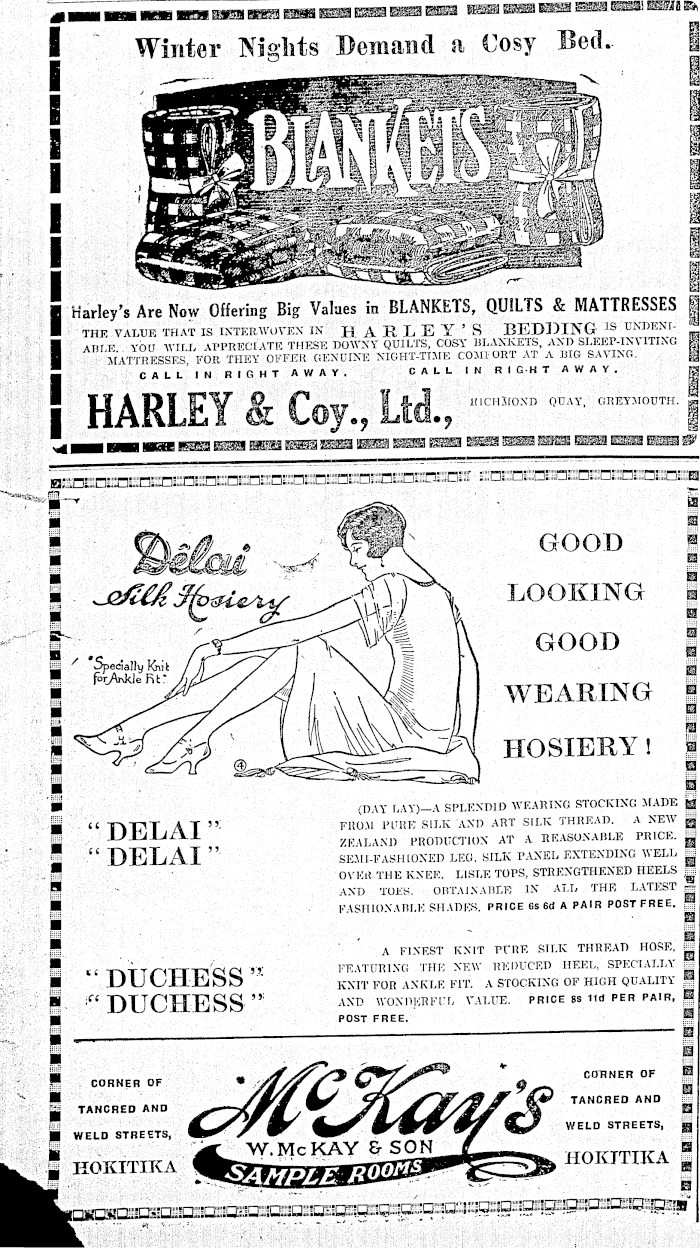 Winter Nights Demand a Cosy Bed.
BLANKETS
Harley's Are Now Offering Big Values in BLANKETS, QUILTS & MATTRESSES
THE VALUE THAT IS INTERWOVEN IN HARLEY'S BEDDING IS UNDENI-
ABLE. YOU WILL APPRECIATE THESE DOWNY QUILTS, COSY BLANKETS, AND SLEEP-INVITING
MATTRESSES, FOR THEY OFFER GENUINE NIGHT-TIME COMFORT AT A BIG SAVING.
CALL IN RIGHT AWAY. CALL IN RIGHT AWAY.
HARLEY & Coy., Ltd., RICHMOND QUAY, GREYMOUTH.
Dêlai
Silk Hosiery
"Specially Knit
for Ankle Fit."
4
GOOD
LOOKING
GOOD
WEARING
HOSIERY!
"DELAI"
"DELAI"
(DAY LAY)—A SPLENDID WEARING STOCKING MADE
FROM PURE SILK AND ART SILK THREAD. A NEW
ZEALAND PRODUCTION AT A REASONABLE PRICE.
SEMI-FASHIONED LEG, SILK PANEL EXTENDING WELL
OVER THE KNEE. LISLE TOPS, STRENGTHENED HEELS
AND TOES. OBTAINABLE IN ALL THE LATEST
FASHIONABLE SHADES. PRICE 6s 6d A PAIR POST FREE.
"DUCHESS"
"DUCHESS"
A FINEST KNIT PURE SILK THREAD HOSE,
FEATURING THE NEW REDUCED HEEL, SPECIALLY
KNIT FOR ANKLE FIT. A STOCKING OF HIGH QUALITY
AND WONDERFUL VALUE. PRICE 8s 11d PER PAIR,
POST FREE.
CORNER OF
TANCRED AND
WELD STREETS,
HOKITIKA
McKay's
W. McKAY & SON
SAMPLE ROOMS
CORNER OF
TANCRED AND
WELD STREETS,
HOKITIKA